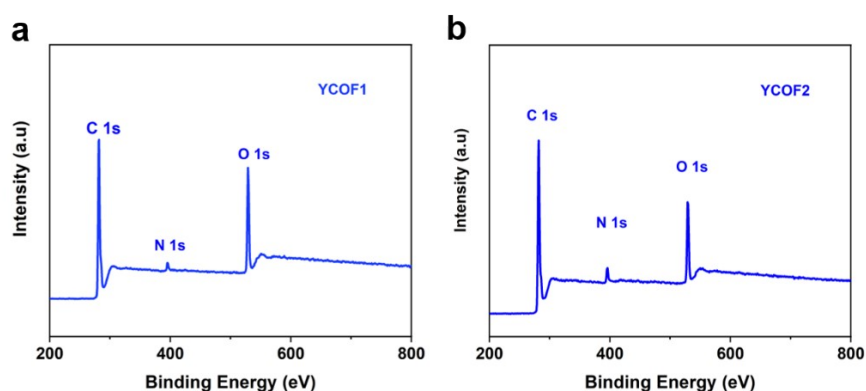 a
YCOF1
C 1s
O 1s
N 1s
Intensity (a.u)
200 400 600 800
Binding Energy (eV)
b
YCOF2
C 1s
O 1s
N 1s
Intensity (a.u)
200 400 600 800
Binding Energy (eV)